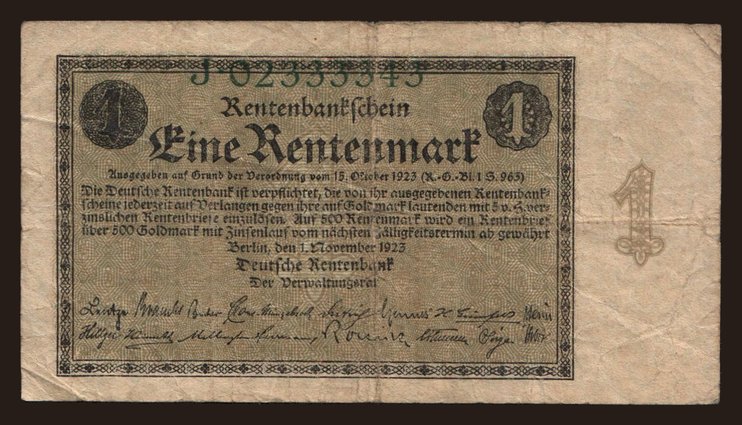 J·02333343
1 1
Rentenbankschein
Eine Rentenmark
Ausgegeben auf Grund der Verordnung vom 15. Oktober 1923 (R.-G.-Bl. I S. 963)
Die Deutsche Rentenbank ist verpflichtet, die von ihr ausgegebenen Rentenbank-
scheine jederzeit auf Verlangen gegen ihre auf Goldmark lautenden mit 5 v. H. ver-
zinslichen Rentenbriefe einzulösen. Auf 500 Rentenmark wird ein Rentenbrief
über 500 Goldmark mit Zinsenlauf vom nächsten Fälligkeitstermin ab gewährt
Berlin, den 1. November 1923
Deutsche Rentenbank
Der Verwaltungsrat
1